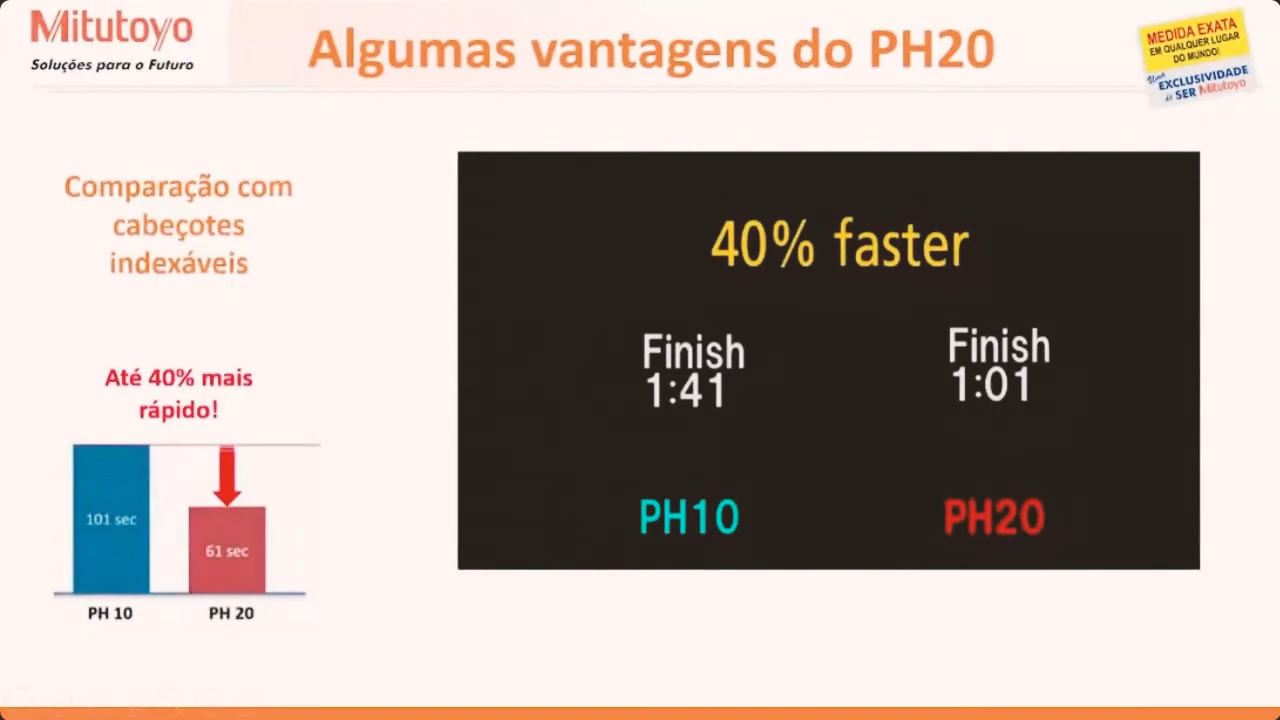 Mitutoyo
Soluções para o Futuro
Algumas vantagens do PH20
MEDIDA EXATA
EM QUALQUER LUGAR
DO MUNDO!
Uma
EXCLUSIVIDADE
de SER Mitutoyo
Comparação com
cabeçotes
indexáveis
Até 40% mais
rápido!
101 sec
61 sec
PH 10
PH 20
40% faster
Finish
1:41
Finish
1:01
PH10
PH20